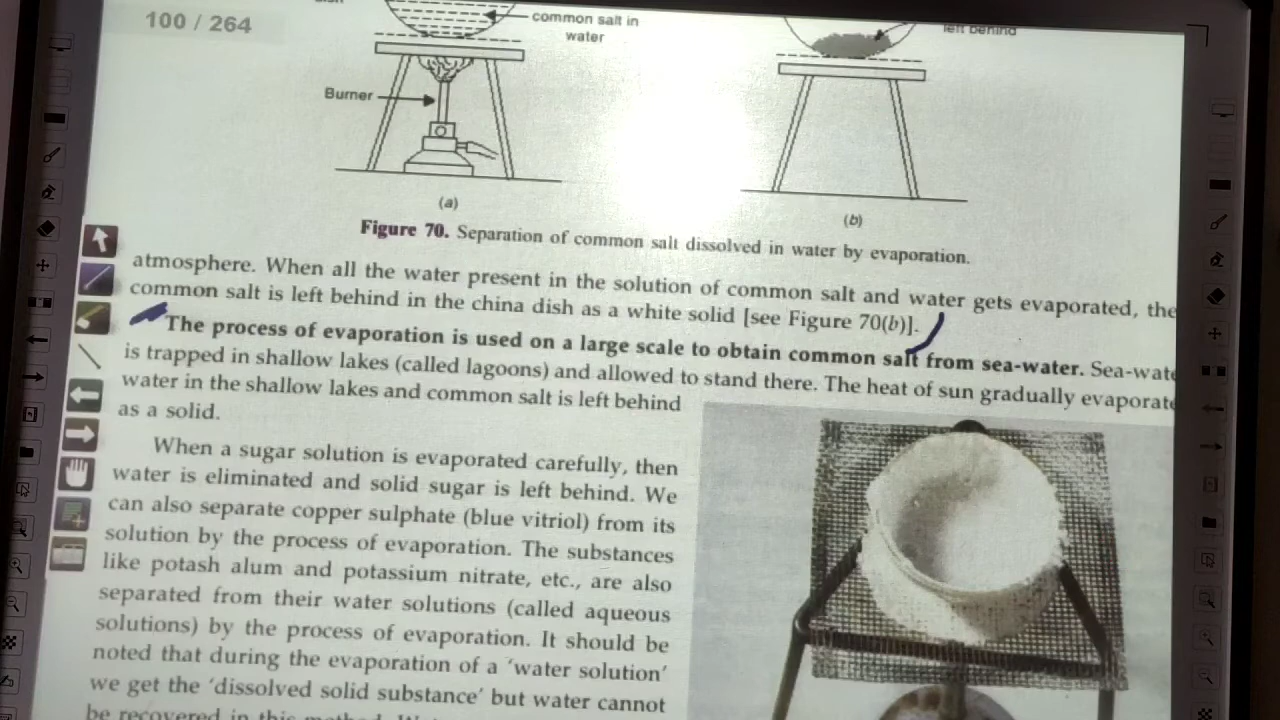 100 / 264
common salt in
water
left behind
Burner
(a)
(b)
Figure 70. Separation of common salt dissolved in water by evaporation.
atmosphere. When all the water present in the solution of common salt and water gets evaporated, the
common salt is left behind in the china dish as a white solid [see Figure 70(b)].
The process of evaporation is used on a large scale to obtain common salt from sea-water. Sea-wate
is trapped in shallow lakes (called lagoons) and allowed to stand there. The heat of sun gradually evaporate
water in the shallow lakes and common salt is left behind
as a solid.
When a sugar solution is evaporated carefully, then
water is eliminated and solid sugar is left behind. We
can also separate copper sulphate (blue vitriol) from its
solution by the process of evaporation. The substances
like potash alum and potassium nitrate, etc., are also
separated from their water solutions (called aqueous
solutions) by the process of evaporation. It should be
noted that during the evaporation of a ‘water solution’
we get the ‘dissolved solid substance’ but water cannot
be recovered in this method.